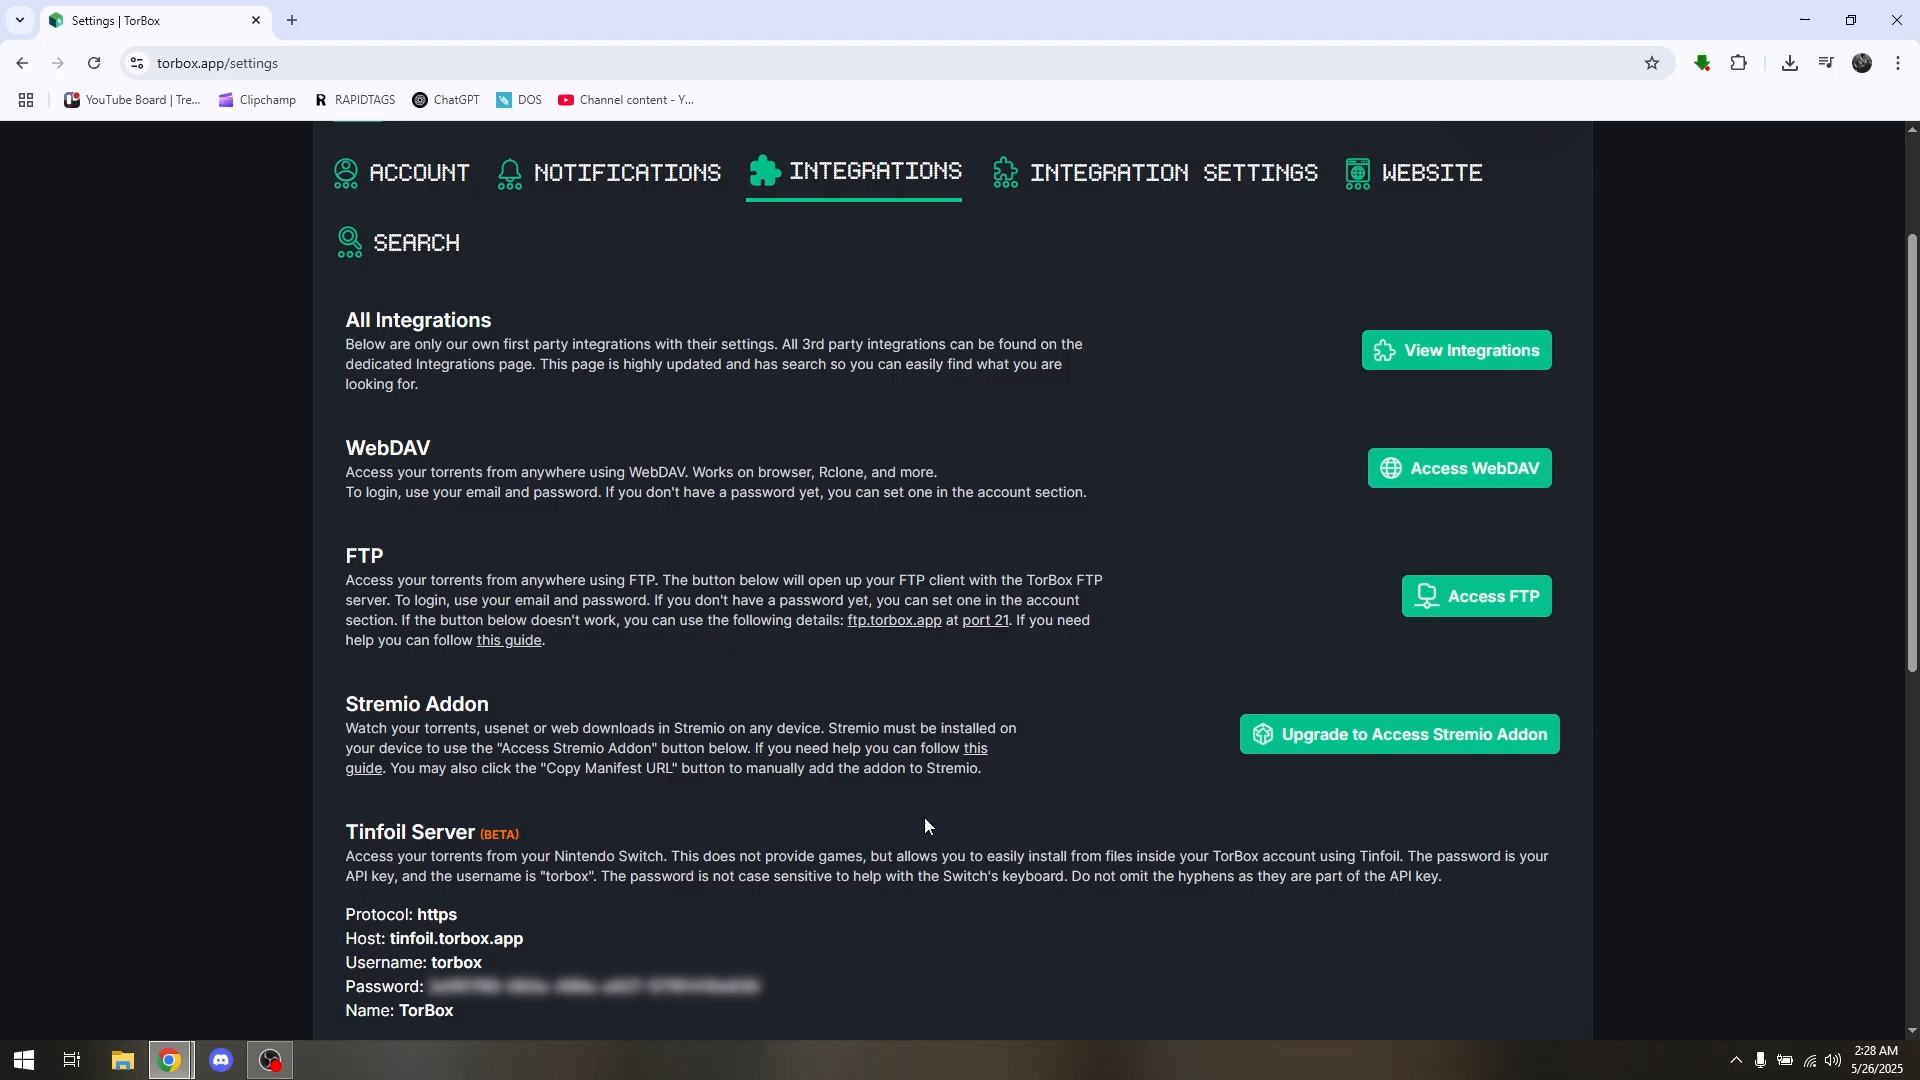 Settings | TorBox
torbox.app/settings
YouTube Board | Tre...
Clipchamp
RAPIDTAGS
ChatGPT
DOS
Channel content - Y...
ACCOUNT
NOTIFICATIONS
INTEGRATIONS
INTEGRATION SETTINGS
WEBSITE
SEARCH
All Integrations
Below are only our own first party integrations with their settings. All 3rd party integrations can be found on the
dedicated Integrations page. This page is highly updated and has search so you can easily find what you are
looking for.
View Integrations
WebDAV
Access your torrents from anywhere using WebDAV. Works on browser, Rclone, and more.
To login, use your email and password. If you don't have a password yet, you can set one in the account section.
Access WebDAV
FTP
Access your torrents from anywhere using FTP. The button below will open up your FTP client with the TorBox FTP
server. To login, use your email and password. If you don't have a password yet, you can set one in the account
section. If the button below doesn't work, you can use the following details: ftp.torbox.app at port 21. If you need
help you can follow this guide.
Access FTP
Stremio Addon
Watch your torrents, usenet or web downloads in Stremio on any device. Stremio must be installed on
your device to use the "Access Stremio Addon" button below. If you need help you can follow this
guide. You may also click the "Copy Manifest URL" button to manually add the addon to Stremio.
Upgrade to Access Stremio Addon
Tinfoil Server (BETA)
Access your torrents from your Nintendo Switch. This does not provide games, but allows you to easily install from files inside your TorBox account using Tinfoil. The password is your
API key, and the username is "torbox". The password is not case sensitive to help with the Switch's keyboard. Do not omit the hyphens as they are part of the API key.
Protocol: https
Host: tinfoil.torbox.app
Username: torbox
Password:
Name: TorBox
2:28 AM
5/26/2025